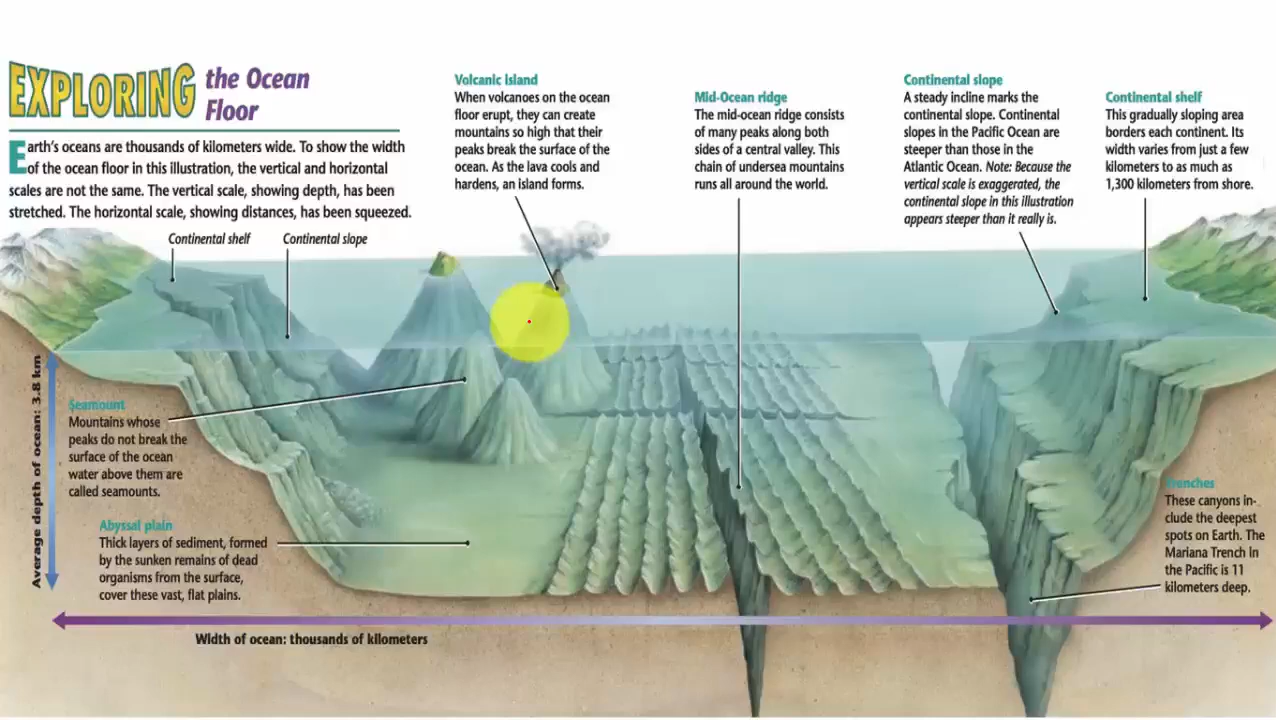 EXPLORING the Ocean
Floor
Earth's oceans are thousands of kilometers wide. To show the width
of the ocean floor in this illustration, the vertical and horizontal
scales are not the same. The vertical scale, showing depth, has been
stretched. The horizontal scale, showing distances, has been squeezed.
Continental shelf
Continental slope
Volcanic Island
When volcanoes on the ocean
floor erupt, they can create
mountains so high that their
peaks break the surface of the
ocean. As the lava cools and
hardens, an island forms.
Mid-Ocean ridge
The mid-ocean ridge consists
of many peaks along both
sides of a central valley. This
chain of undersea mountains
runs all around the world.
Continental slope
A steady incline marks the
continental slope. Continental
slopes in the Pacific Ocean are
steeper than those in the
Atlantic Ocean. Note: Because the
vertical scale is exaggerated, the
continental slope in this illustration
appears steeper than it really is.
Continental shelf
This gradually sloping area
borders each continent. Its
width varies from just a few
kilometers to as much as
1,300 kilometers from shore.
Average depth of ocean: 3.8 km
Seamount
Mountains whose
peaks do not break the
surface of the ocean
water above them are
called seamounts.
Abyssal plain
Thick layers of sediment, formed
by the sunken remains of dead
organisms from the surface,
cover these vast, flat plains.
Trenches
These canyons in-
clude the deepest
spots on Earth. The
Mariana Trench in
the Pacific is 11
kilometers deep.
Width of ocean: thousands of kilometers